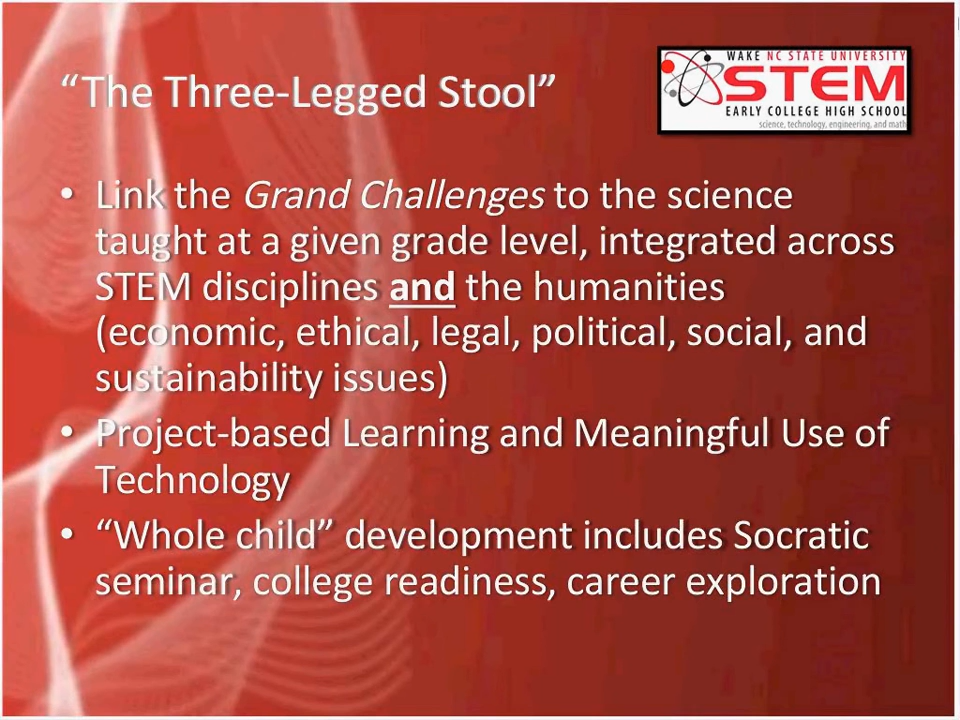 “The Three-Legged Stool”
WAKE NC STATE UNIVERSITY
STEM
EARLY COLLEGE HIGH SCHOOL
science, technology, engineering, and math
• Link the Grand Challenges to the science
taught at a given grade level, integrated across
STEM disciplines and the humanities
(economic, ethical, legal, political, social, and
sustainability issues)
• Project-based Learning and Meaningful Use of
Technology
• “Whole child” development includes Socratic
seminar, college readiness, career exploration